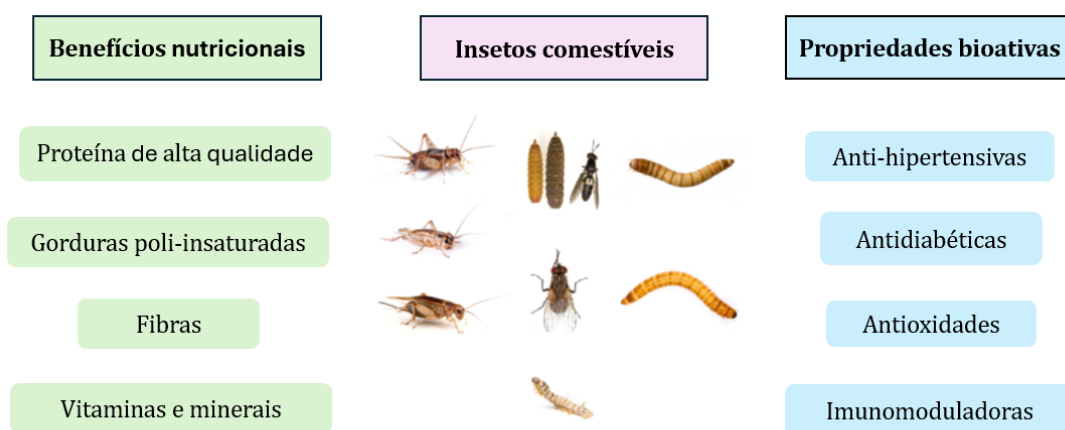 Benefícios nutricionais
Insetos comestíveis
Propriedades bioativas
Proteína de alta qualidade
Gorduras poli-insaturadas
Fibras
Vitaminas e minerais
Anti-hipertensivas
Antidiabéticas
Antioxidades
Imunomoduladoras